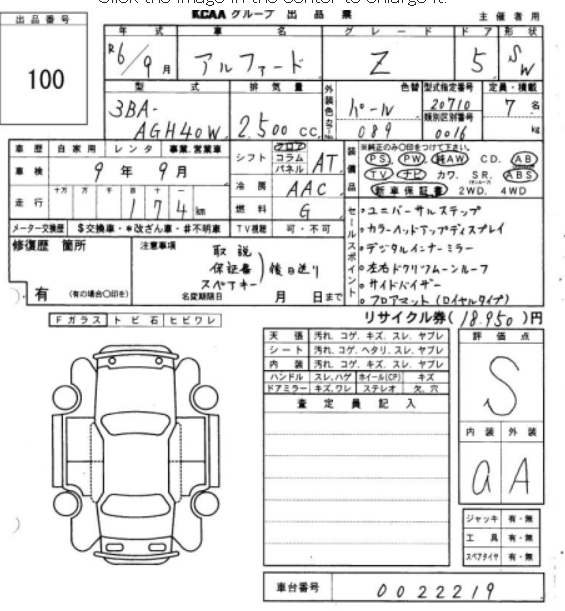 Click the image in the center to enlarge it.
KCAA グループ 出品票
主催者用
出品番号
100
年式 車名 グレード ドア 形状
R6/9月 アルファード Z 5 SW
型式 排気量 外装色 カラーNo. 色替 型式指定番号 定員・積載
3BA-
AGH40W 2.500 CC パール 089 20710 7名
類別区別番号
0016 kg
車歴 自家用 レンタ 事業、営業車
車検 9年9月
走行 十万 万 千 百 十 一
174km
シフト フロア コラム パネル AT
冷房 AAC
燃料 G
メーター交換歴 $交換車・*改ざん車・#不明車 TV視聴 可・不可
装備品
※純正のみ○印をつけて下さい。
PS PW 純AW CD. AB
TV ナビ カワ. SR. (サンルーフ) ABS
新車保証書 2WD. 4WD
セールスポイント
・ユニバーサルステップ
・カラーヘッドアップディスプレイ
・デジタルインナーミラー
・左右ドクリツムーンルーフ
・サイドバイザー
・フロアマット(ロイヤルタイプ)
修復歴 箇所
有 (有の場合○印を)
注意事項
取説
保証書
スペアキー
後日送り
名変期限日 月 日まで
リサイクル券(18.950)円
Fガラス トビ石 ヒビワレ
天張 汚れ、コゲ、キズ、スレ、ヤブレ
シート 汚れ、コゲ、ヘタリ、スレ、ヤブレ
内装 汚れ、コゲ、キズ、スレ、ヤブレ
ハンドル スレ、ハゲ ホイール(CP) キズ
ドアミラー キズ、ワレ ステレオ 欠、穴
査定員記入
評価点
S
内装 外装
a A
ジャッキ 有・無
工具 有・無
スペアタイヤ 有・無
車台番号 0022219